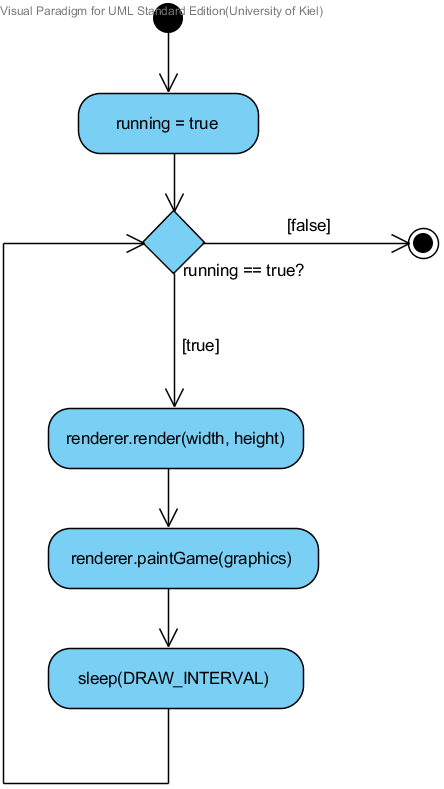 Visual Paradigm for UML Standard Edition(University of Kiel)
running = true
[false]
running == true?
[true]
renderer.render(width, height)
renderer.paintGame(graphics)
sleep(DRAW_INTERVAL)